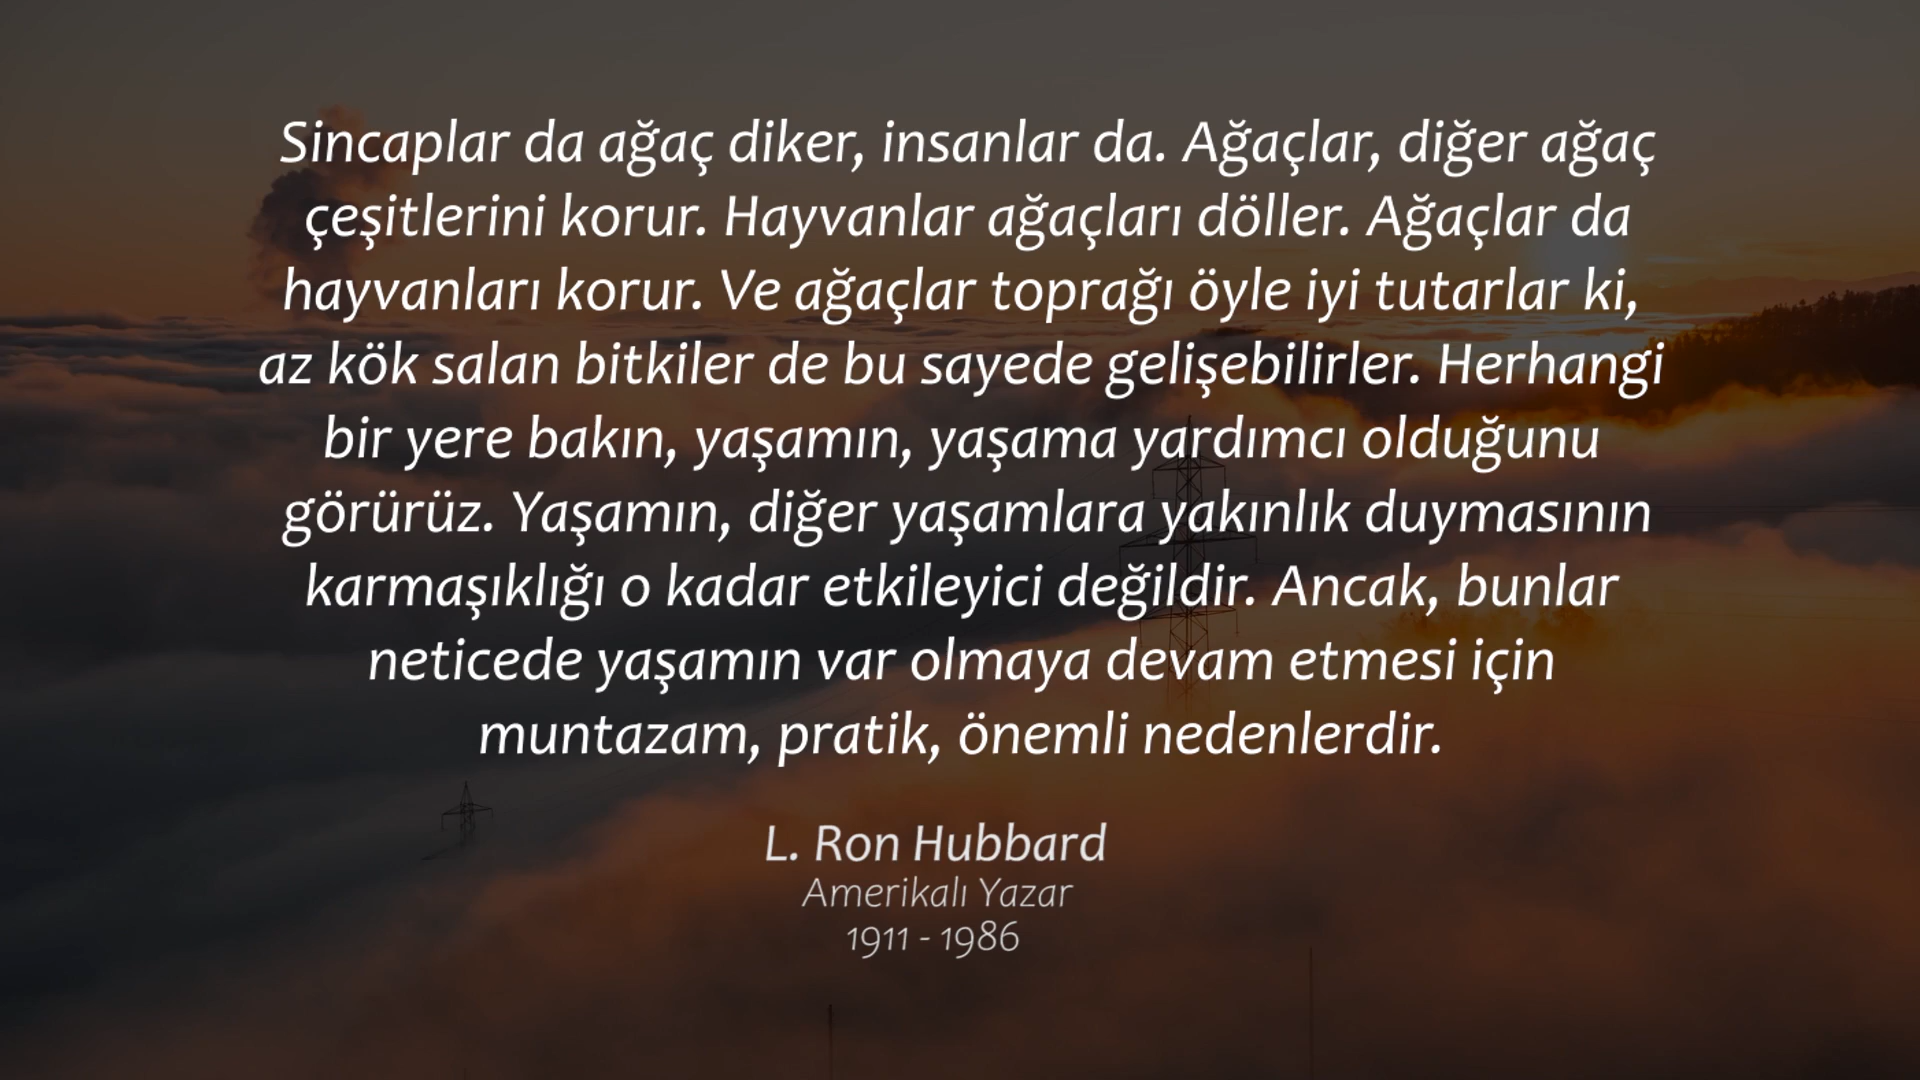 Sincaplar da ağaç diker, insanlar da. Ağaçlar, diğer ağaç
çeşitlerini korur. Hayvanlar ağaçları döller. Ağaçlar da
hayvanları korur. Ve ağaçlar toprağı öyle iyi tutarlar ki,
az kök salan bitkiler de bu sayede gelişebilirler. Herhangi
bir yere bakın, yaşamın, yaşama yardımcı olduğunu
görürüz. Yaşamın, diğer yaşamlara yakınlık duymasının
karmaşıklığı o kadar etkileyici değildir. Ancak, bunlar
neticede yaşamın var olmaya devam etmesi için
muntazam, pratik, önemli nedenlerdir.
L. Ron Hubbard
Amerikalı Yazar
1911 - 1986